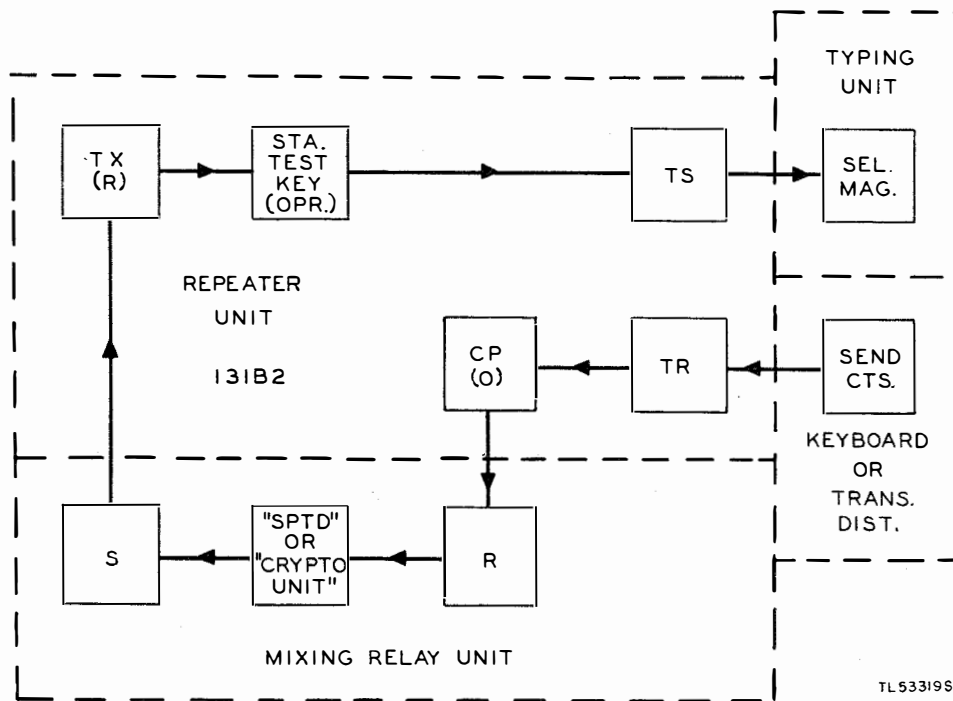 TYPING
UNIT
TX
(R)
STA.
TEST
KEY
(OPR.)
TS
SEL.
MAG.
REPEATER
UNIT
131B2
CP
(O)
TR
SEND
CTS.
KEYBOARD
OR
TRANS.
DIST.
S
"SPTD"
OR
"CRYPTO
UNIT"
R
MIXING RELAY UNIT
TL53319S